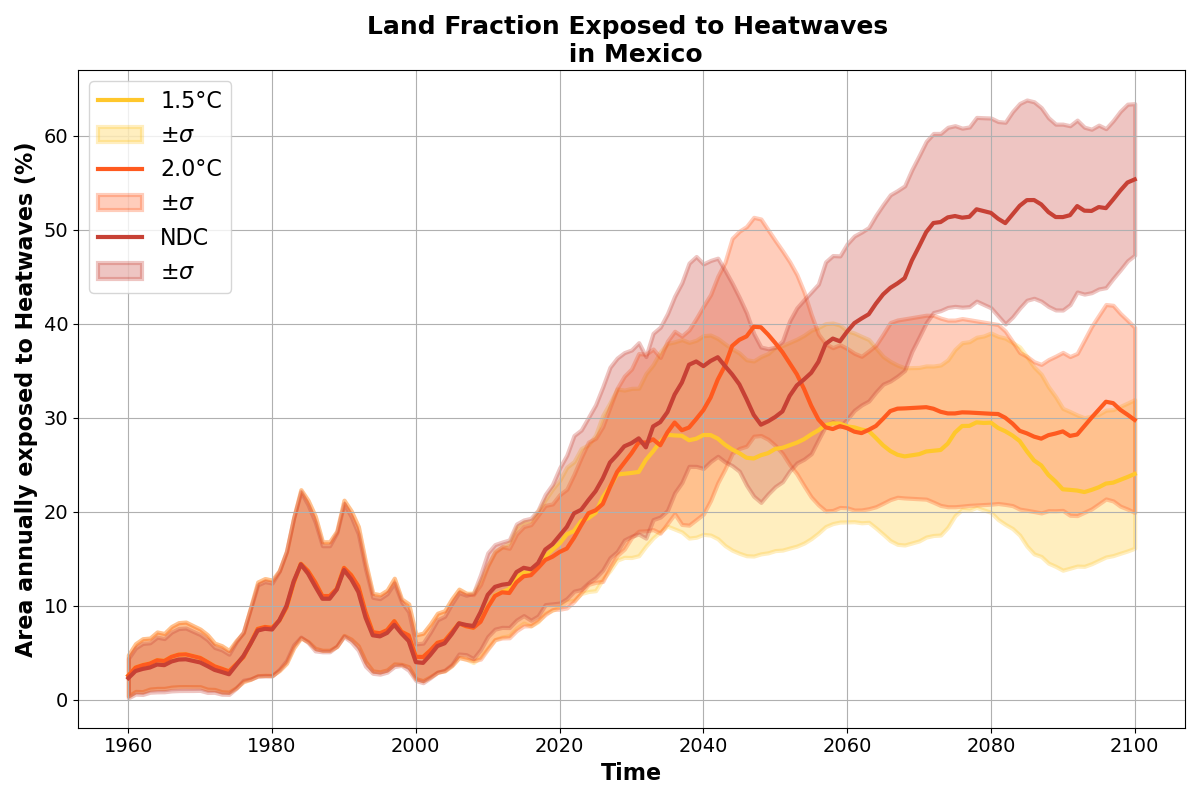 Land Fraction Exposed to Heatwaves
in Mexico
1.5°C
±σ
2.0°C
±σ
NDC
±σ
Area annually exposed to Heatwaves (%)
60
50
40
30
20
10
0
1960 1980 2000 2020 2040 2060 2080 2100
Time